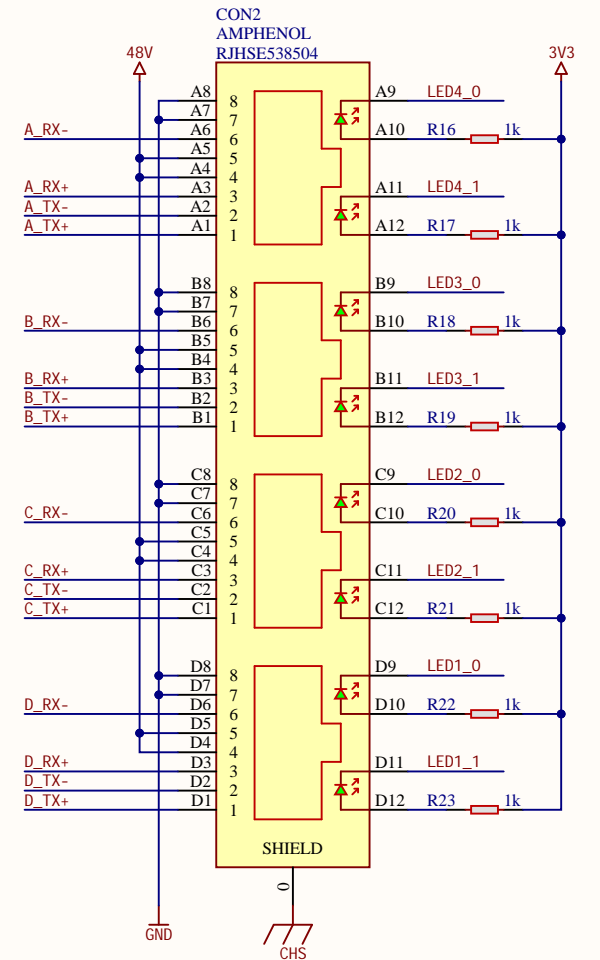 CON2
AMPHENOL
RJHSE538504
48V
3V3
A8 8 A9 LED4_0
A7 7
A_RX- A6 6 A10 R16 1k
A5 5
A4 4
A_RX+ A3 3 A11 LED4_1
A_TX- A2 2
A_TX+ A1 1 A12 R17 1k
B8 8 B9 LED3_0
B7 7
B_RX- B6 6 B10 R18 1k
B5 5
B4 4
B_RX+ B3 3 B11 LED3_1
B_TX- B2 2
B_TX+ B1 1 B12 R19 1k
C8 8 C9 LED2_0
C7 7
C_RX- C6 6 C10 R20 1k
C5 5
C4 4
C_RX+ C3 3 C11 LED2_1
C_TX- C2 2
C_TX+ C1 1 C12 R21 1k
D8 8 D9 LED1_0
D7 7
D_RX- D6 6 D10 R22 1k
D5 5
D4 4
D_RX+ D3 3 D11 LED1_1
D_TX- D2 2
D_TX+ D1 1 D12 R23 1k
SHIELD
0
GND
CHS